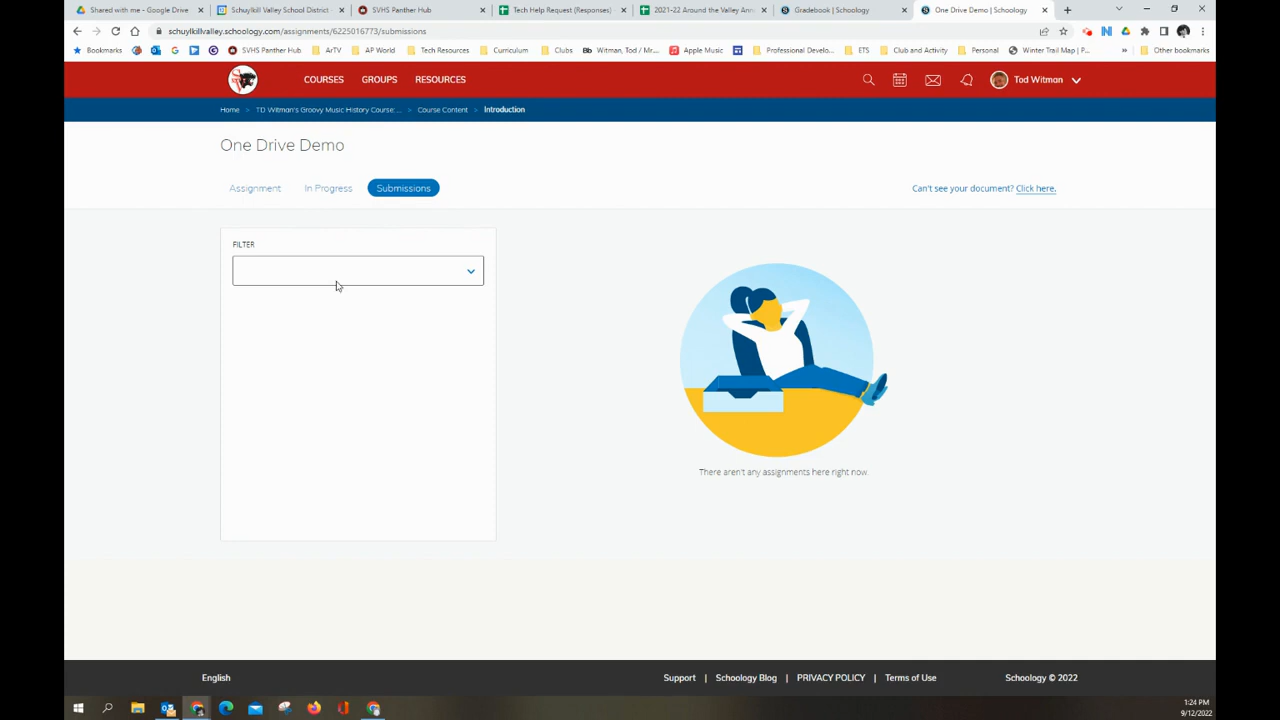 Shared with me - Google Drive
Schuylkill Valley School District -
SVHS Panther Hub
Tech Help Request (Responses)
2021-22 Around the Valley Ann
Gradebook | Schoology
One Drive Demo | Schoology
schuylkillvalley.schoology.com/assignments/6225016773/submissions
Bookmarks
SVHS Panther Hub
ArTV
AP World
Tech Resources
Curriculum
Clubs
Witman, Tod / Mr...
Apple Music
Professional Develo...
ETS
Club and Activity
Personal
Winter Trail Map | P...
»
Other bookmarks
COURSES
GROUPS
RESOURCES
Tod Witman
Home > TD Witman's Groovy Music History Course:... > Course Content > Introduction
One Drive Demo
Assignment
In Progress
Submissions
Can't see your document? Click here.
FILTER
There aren't any assignments here right now
English
Support | Schoology Blog | PRIVACY POLICY | Terms of Use
Schoology © 2022
1:24 PM
9/12/2022